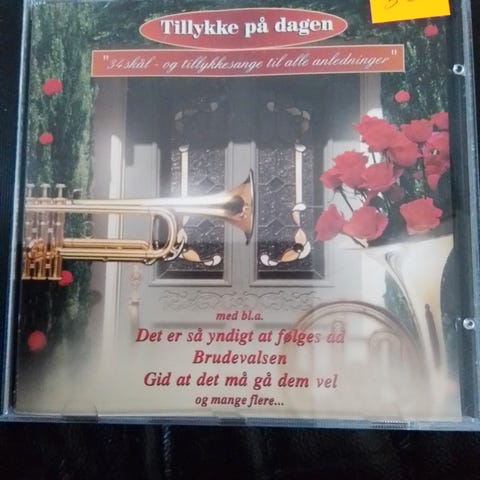 Tillykke på dagen
"34 skål - og tillykkesange til alle anledninger"
med bl.a.
Det er så yndigt at følges ad
Brudevalsen
Gid at det må gå dem vel
og mange flere...